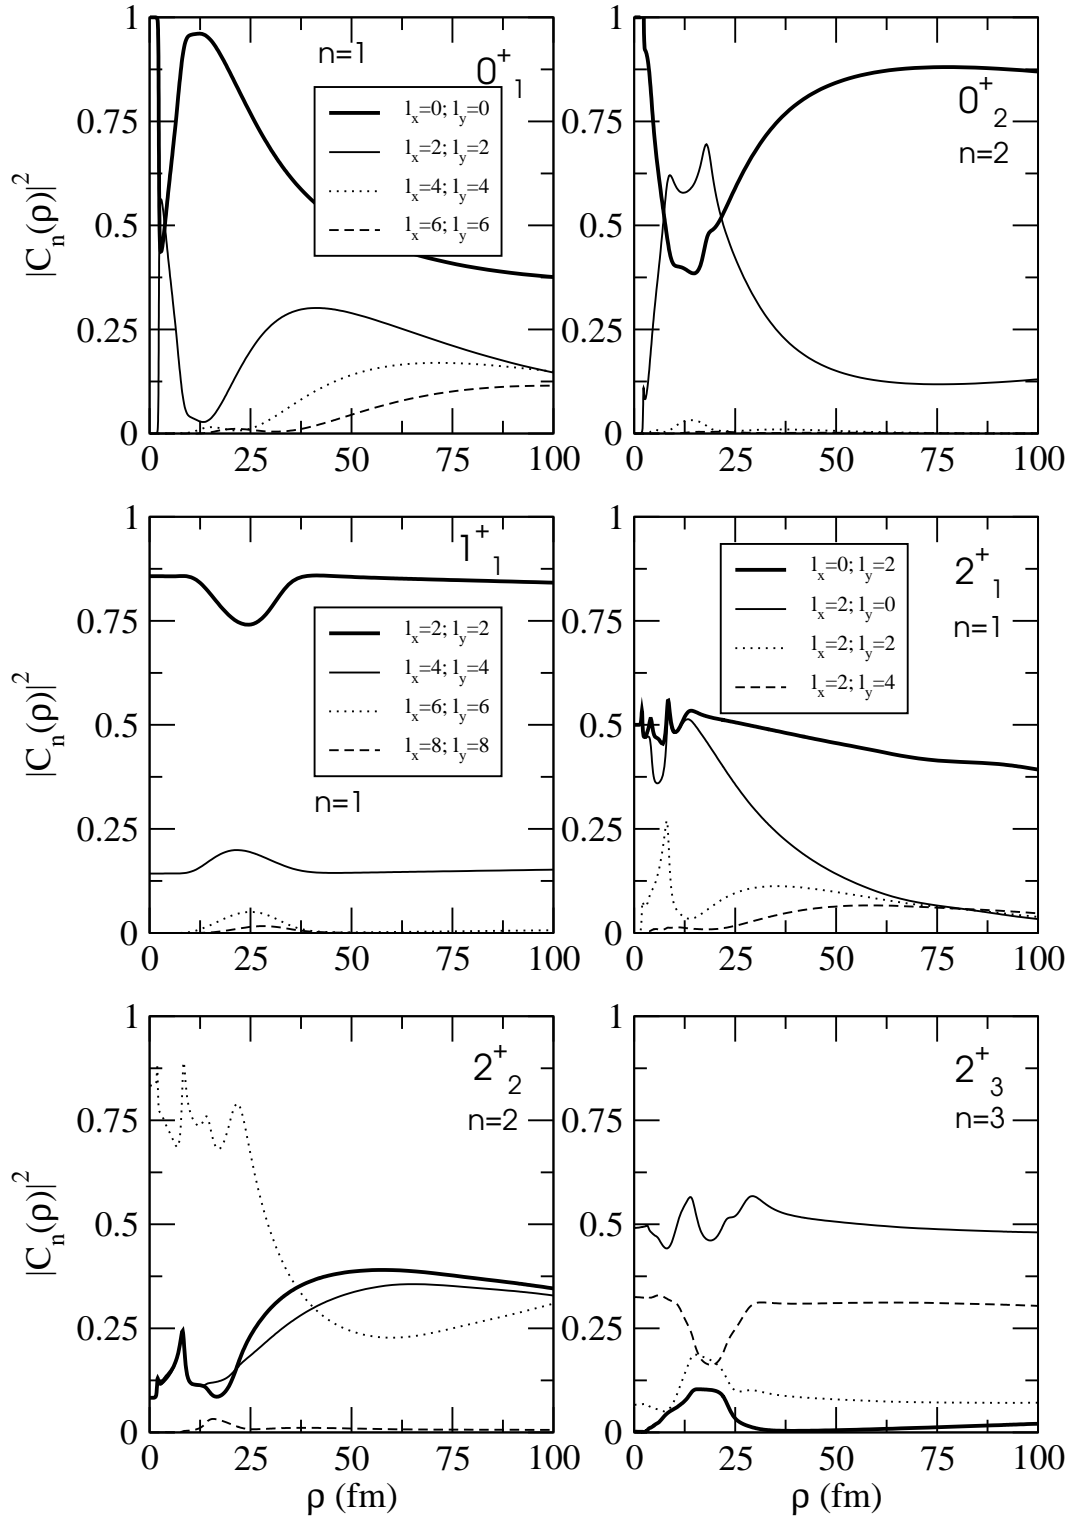 |C_n(ρ)|^2
1
0.75
0.5
0.25
0
0 25 50 75 100
n=1
0^+_1
l_x=0; l_y=0
l_x=2; l_y=2
l_x=4; l_y=4
l_x=6; l_y=6
1
0.75
0.5
0.25
0
0 25 50 75 100
0^+_2
n=2
|C_n(ρ)|^2
1
0.75
0.5
0.25
0
0 25 50 75 100
1^+_1
l_x=2; l_y=2
l_x=4; l_y=4
l_x=6; l_y=6
l_x=8; l_y=8
n=1
1
0.75
0.5
0.25
0
0 25 50 75 100
l_x=0; l_y=2
l_x=2; l_y=0
l_x=2; l_y=2
l_x=2; l_y=4
2^+_1
n=1
|C_n(ρ)|^2
1
0.75
0.5
0.25
0
0 25 50 75 100
2^+_2
n=2
ρ (fm)
1
0.75
0.5
0.25
0
0 25 50 75 100
2^+_3
n=3
ρ (fm)